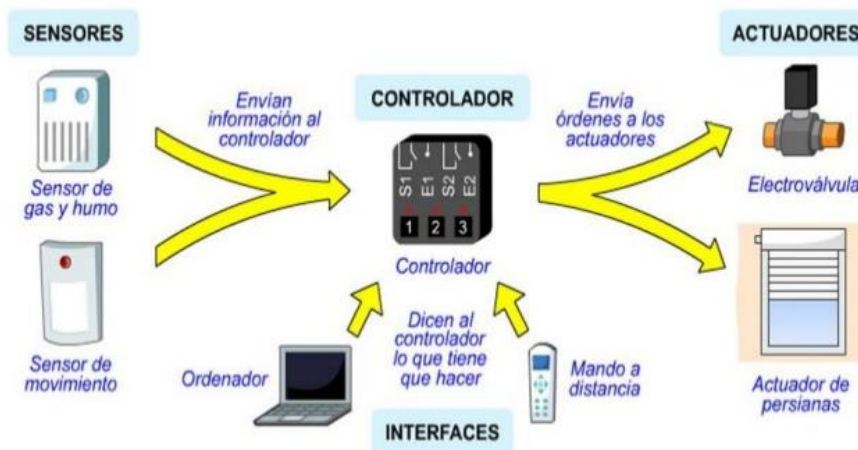 SENSORES
Sensor de
gas y humo
Sensor de
movimiento
Envían
información al
controlador
CONTROLADOR
S1
E1
S2
E2
1
2
3
Controlador
Envía
órdenes a los
actuadores
ACTUADORES
Electroválvula
Actuador de
persianas
Ordenador
Dicen al
controlador
lo que tiene
que hacer
Mando a
distancia
INTERFACES